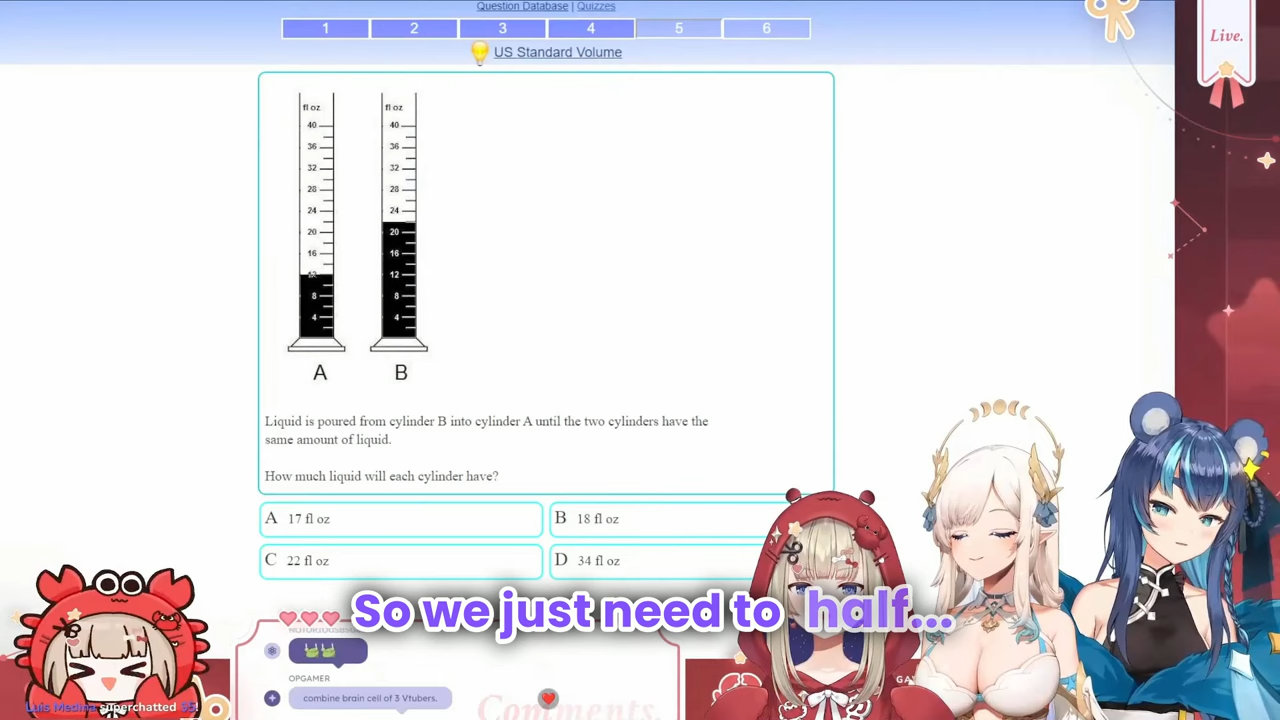 Question Database | Quizzes
1 2 3 4 5 6
US Standard Volume
Live.
fl oz fl oz
40 40
36 36
32 32
28 28
24 24
20 20
16 16
12 12
8 8
4 4
A B
Liquid is poured from cylinder B into cylinder A until the two cylinders have the
same amount of liquid.
How much liquid will each cylinder have?
A 17 fl oz B 18 fl oz
C 22 fl oz D 34 fl oz
So we just need to half...
OPGAMER
combine brain cell of 3 Vtubers.
Comments.
Luis Medina superchatted